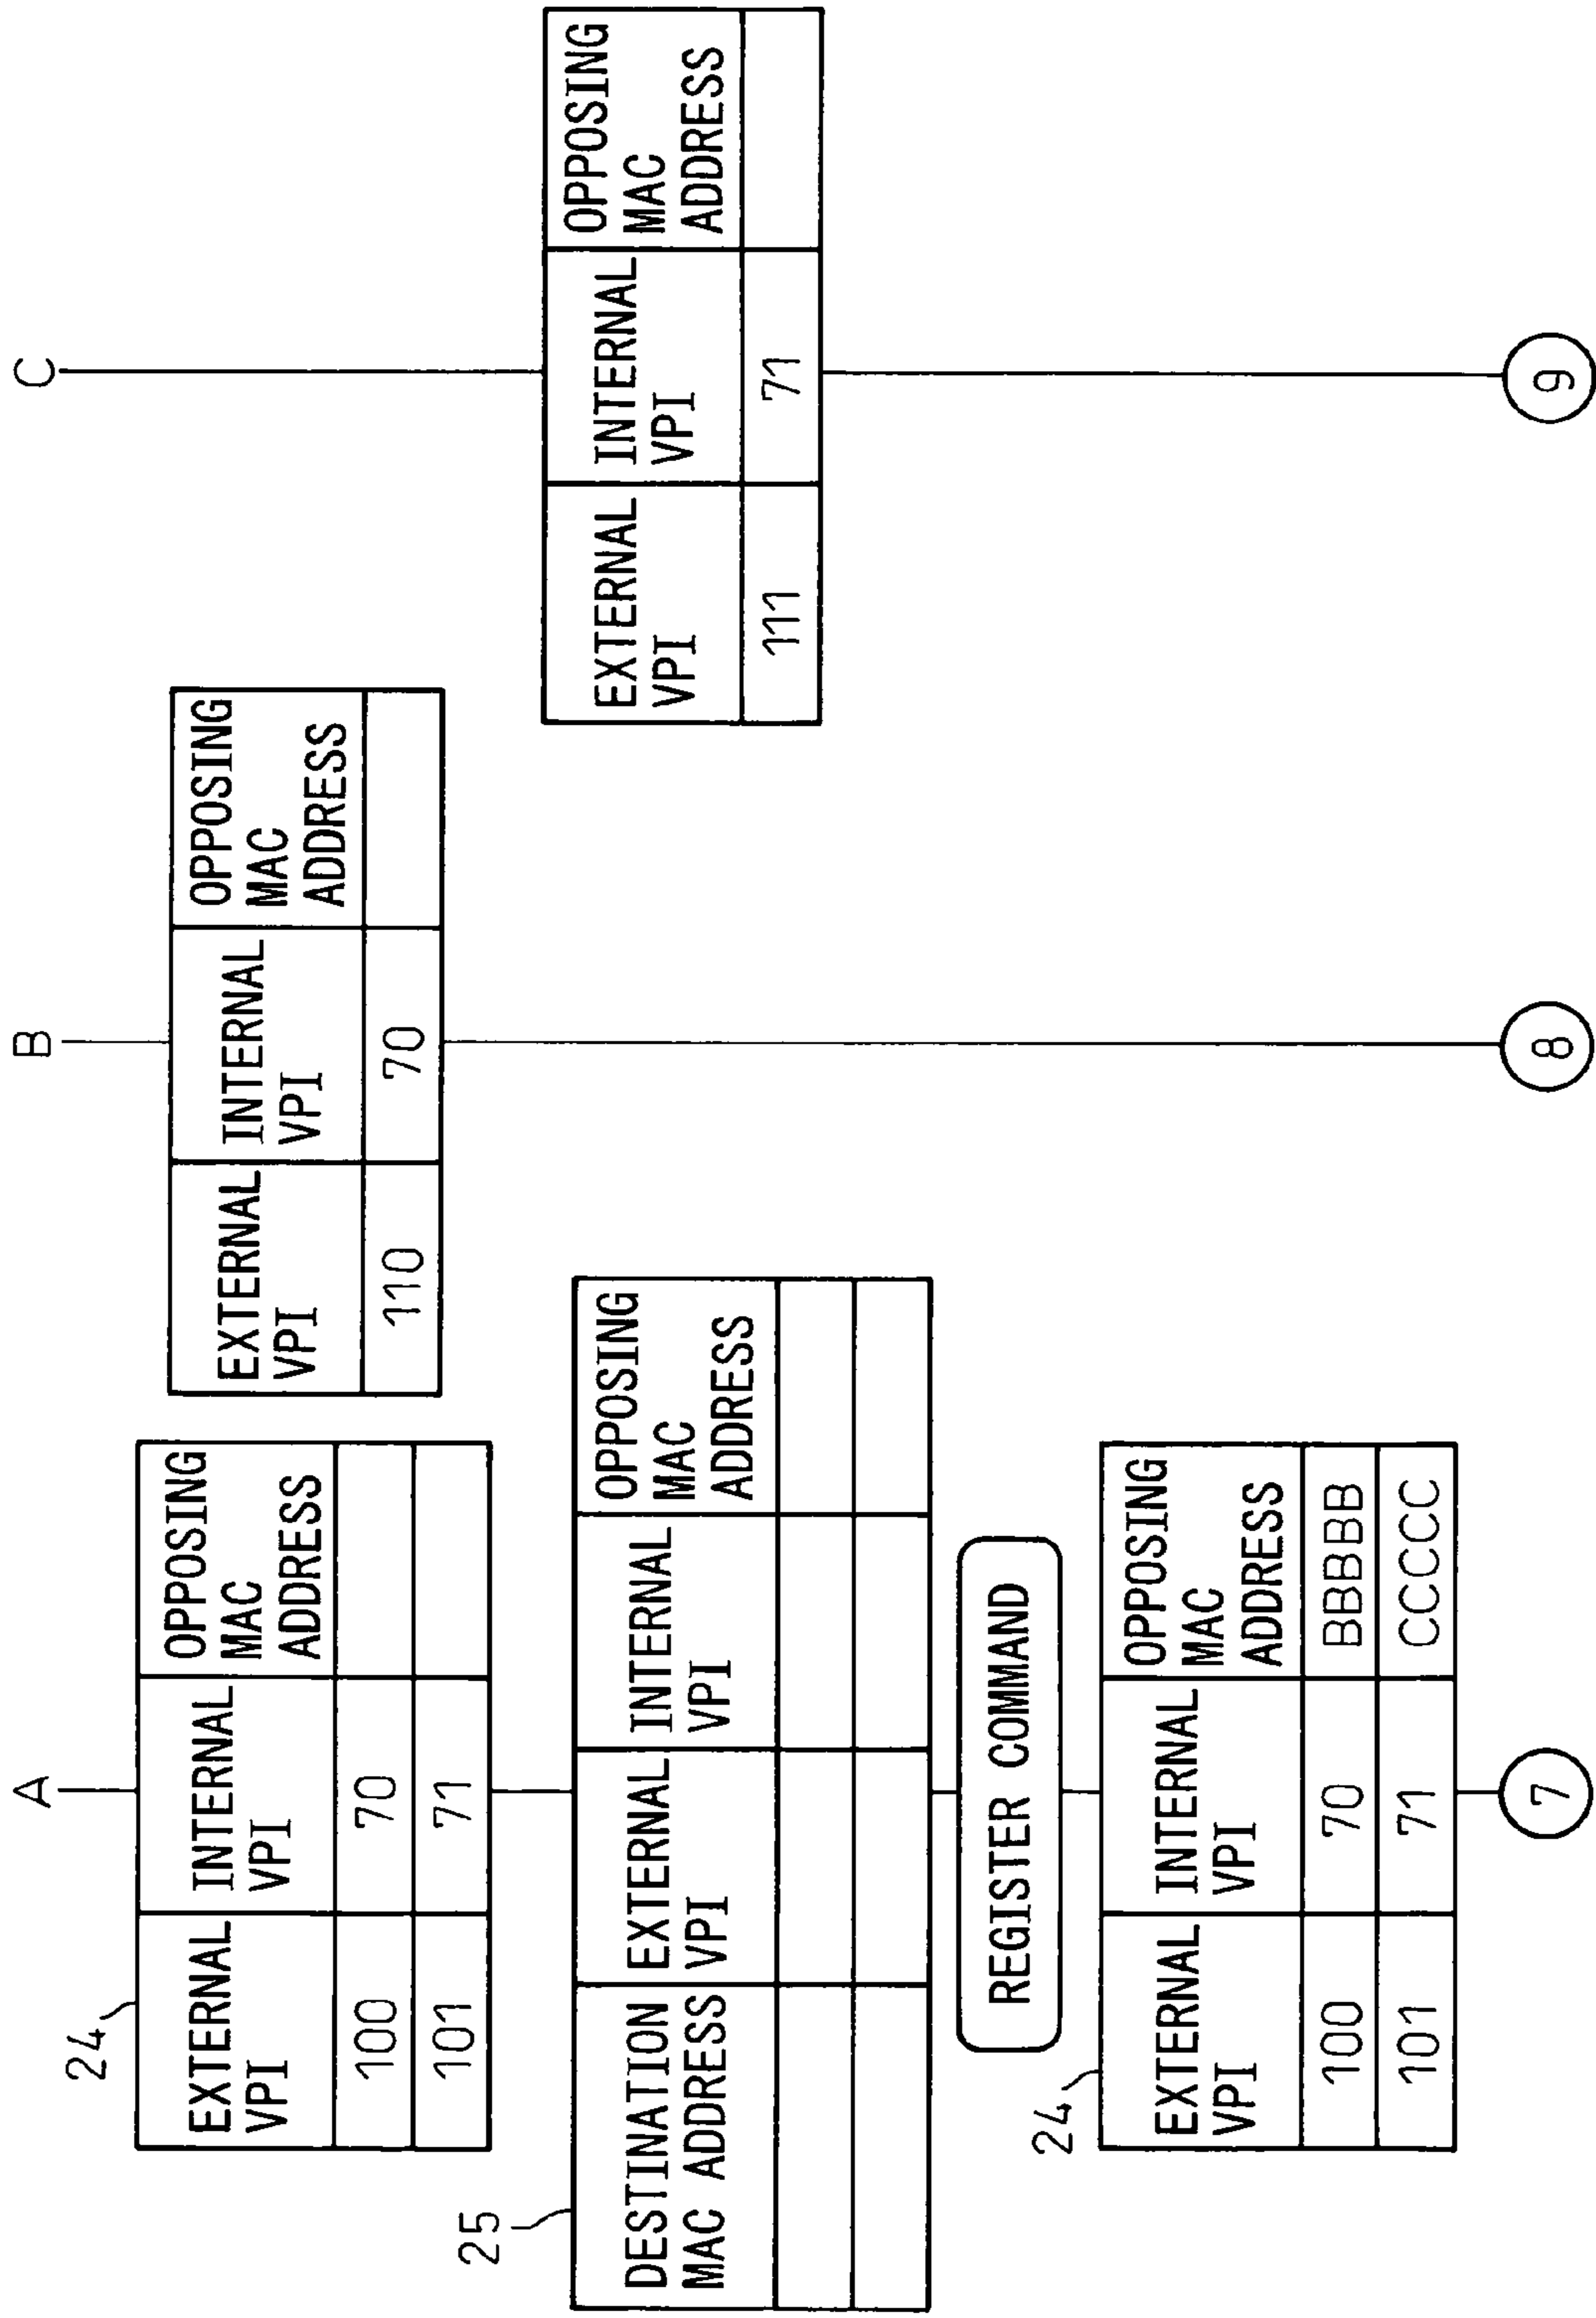 A
24
EXTERNAL VPI
INTERNAL VPI
OPPOSING MAC ADDRESS
100
70
101
71
25
DESTINATION MAC ADDRESS
EXTERNAL VPI
INTERNAL VPI
OPPOSING MAC ADDRESS
REGISTER COMMAND
24
EXTERNAL VPI
INTERNAL VPI
OPPOSING MAC ADDRESS
100
70
BBBBB
101
71
CCCCC
7
B
EXTERNAL VPI
INTERNAL VPI
OPPOSING MAC ADDRESS
110
70
8
C
EXTERNAL VPI
INTERNAL VPI
OPPOSING MAC ADDRESS
111
71
9